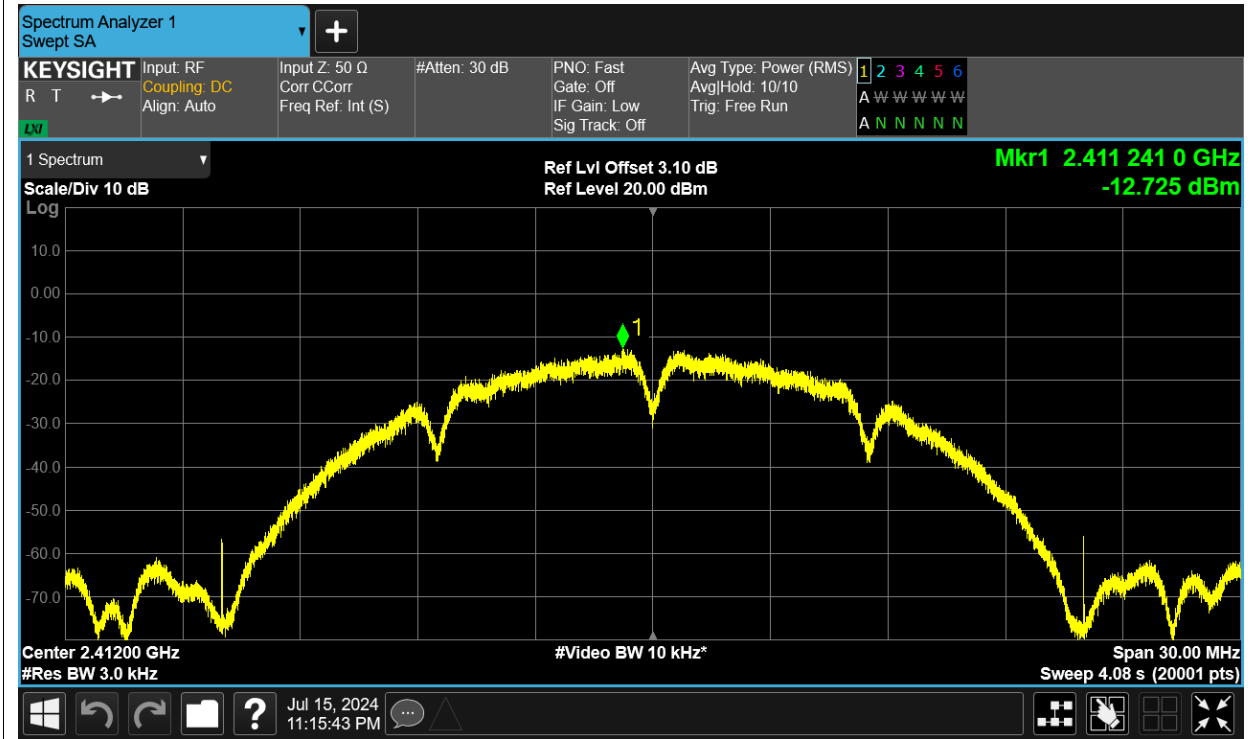 Spectrum Analyzer 1
Swept SA
KEYSIGHT
R T
LXI
Input: RF
Coupling: DC
Align: Auto
Input Z: 50 Ω
Corr CCorr
Freq Ref: Int (S)
#Atten: 30 dB
PNO: Fast
Gate: Off
IF Gain: Low
Sig Track: Off
Avg Type: Power (RMS)
Avg|Hold: 10/10
Trig: Free Run
1 2 3 4 5 6
A W W W W W
A N N N N N
1 Spectrum
Scale/Div 10 dB
Log
Ref Lvl Offset 3.10 dB
Ref Level 20.00 dBm
Mkr1 2.411 241 0 GHz
-12.725 dBm
10.0
0.00
-10.0
-20.0
-30.0
-40.0
-50.0
-60.0
-70.0
1
Center 2.41200 GHz
#Res BW 3.0 kHz
#Video BW 10 kHz*
Span 30.00 MHz
Sweep 4.08 s (20001 pts)
?
Jul 15, 2024
11:15:43 PM